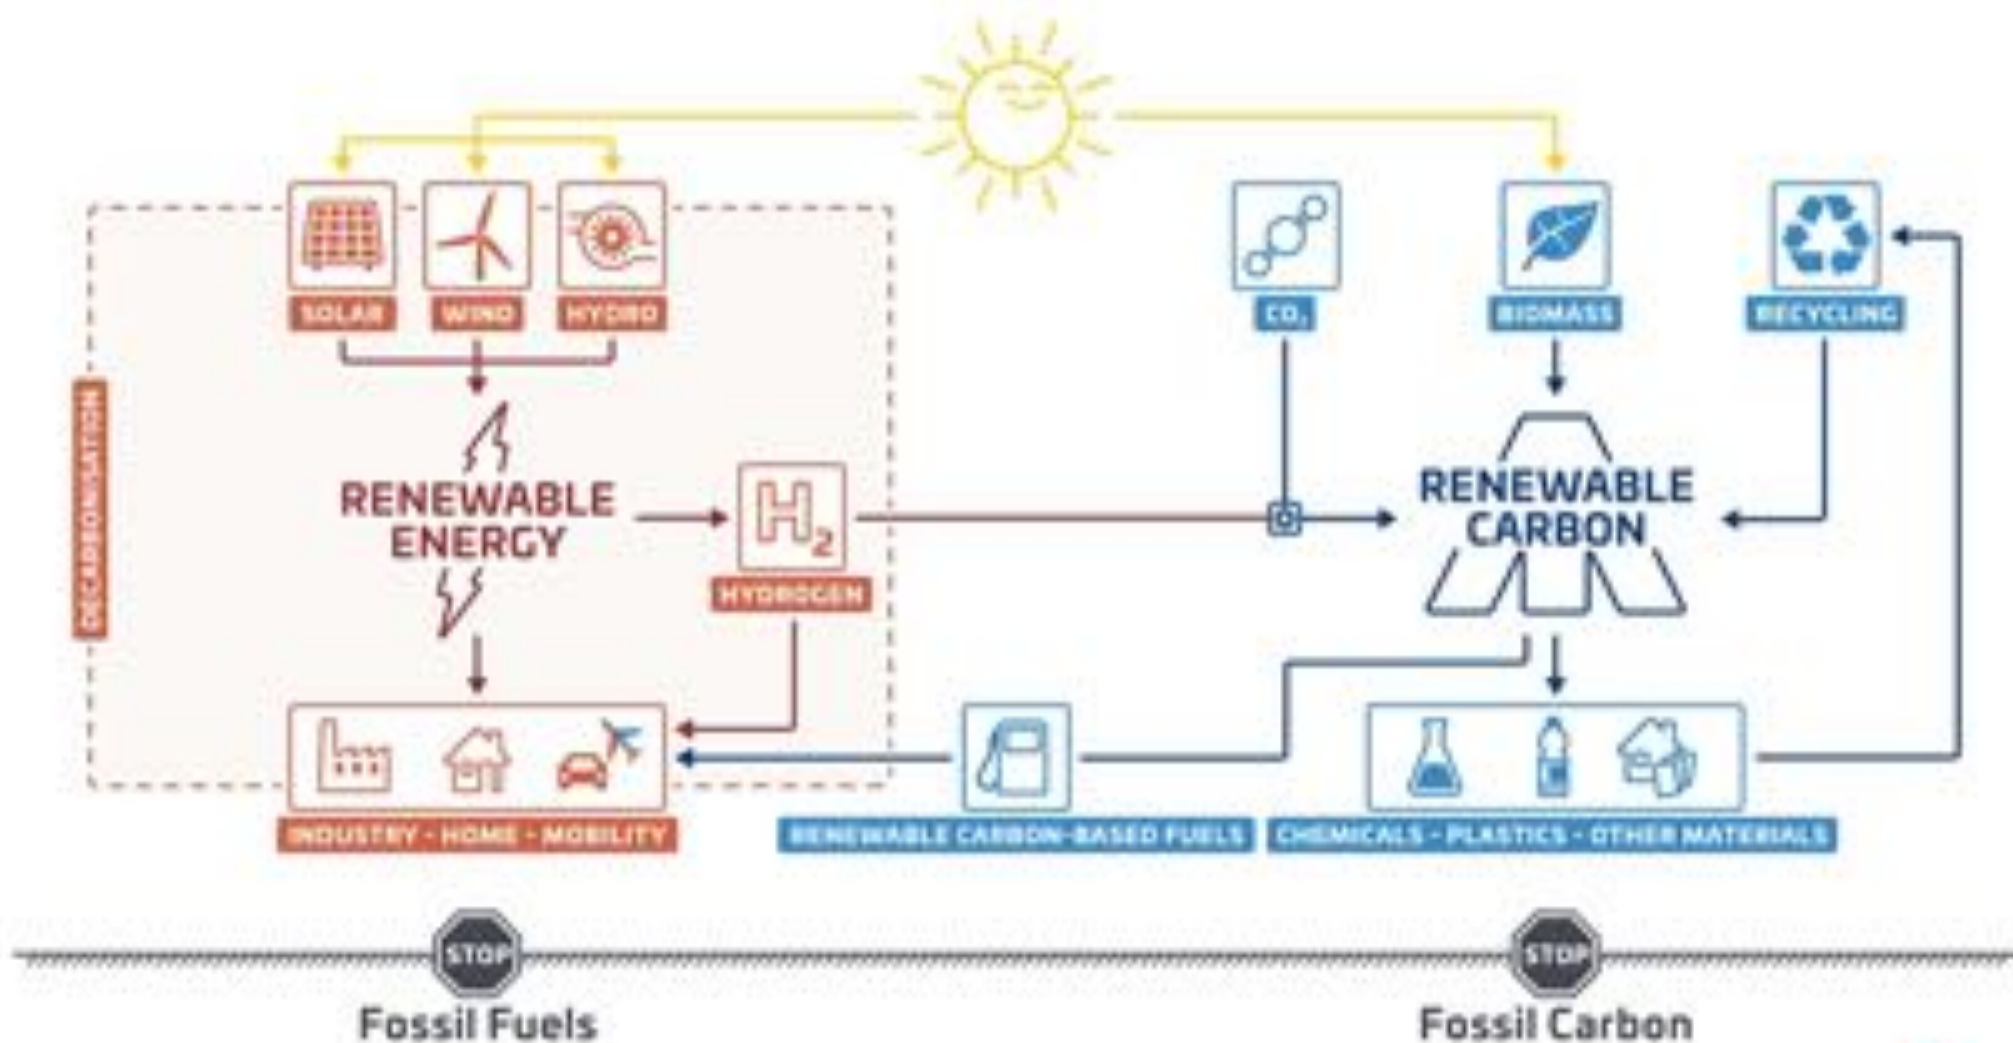 SOLAR
WIND
HYDRO
CO₂
BIOMASS
RECYCLING
DECARBONISATION
RENEWABLE
ENERGY
H₂
HYDROGEN
RENEWABLE
CARBON
INDUSTRY - HOME - MOBILITY
RENEWABLE CARBON-BASED FUELS
CHEMICALS - PLASTICS - OTHER MATERIALS
STOP
STOP
Fossil Fuels
Fossil Carbon